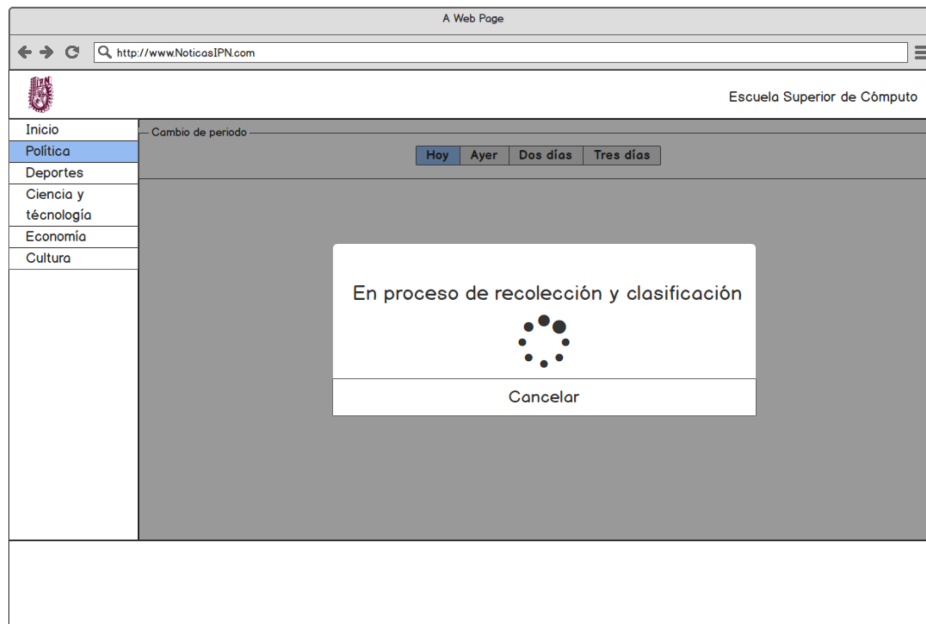 A Web Page
http://www.NoticasIPN.com
IPN
Escuela Superior de Cómputo
Inicio
Política
Deportes
Ciencia y
técnología
Economía
Cultura
Cambio de periodo
Hoy Ayer Dos días Tres días
En proceso de recolección y clasificación
Cancelar